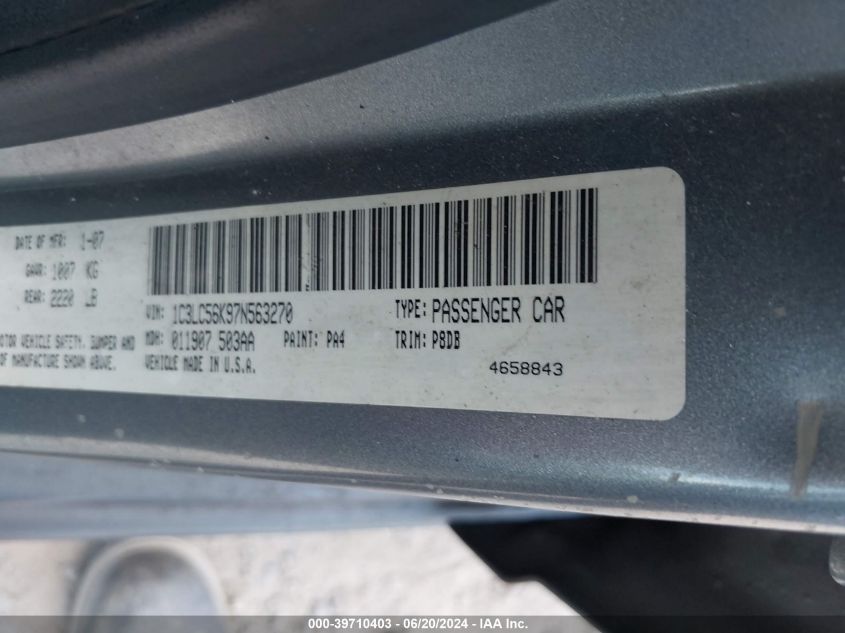 DATE OF MFR: 1-07
GAWR: 1007 KG
REAR: 2220 LB
VIN: 1C3LC56K97N563270
TYPE: PASSENGER CAR
MOTOR VEHICLE SAFETY, BUMPER AND
OF MANUFACTURE SHOWN ABOVE.
MDH: 011907 503AA
PAINT: PA4
TRIM: P8DB
VEHICLE MADE IN U.S.A.
4658843
000-39710403 - 06/20/2024 - IAA Inc.